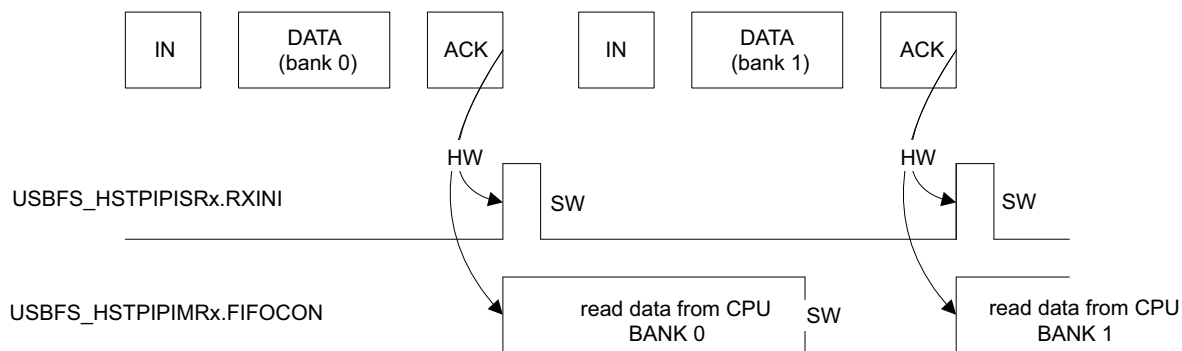 IN
DATA
(bank 0)
ACK
IN
DATA
(bank 1)
ACK
HW
HW
USBFS_HSTPIPISRx.RXINI
SW
SW
USBFS_HSTPIPIMRx.FIFOCON
read data from CPU
BANK 0
SW
read data from CPU
BANK 1